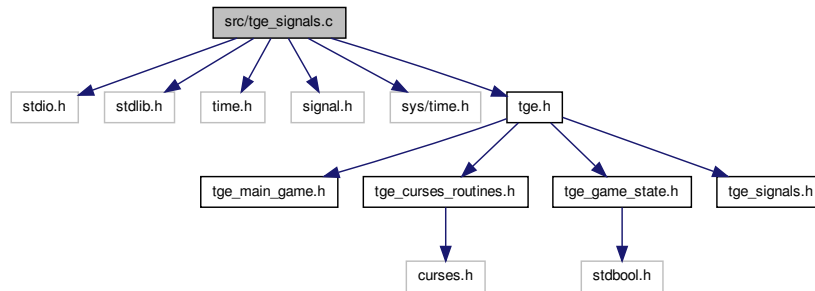 src/tge_signals.c
stdio.h
stdlib.h
time.h
signal.h
sys/time.h
tge.h
tge_main_game.h
tge_curses_routines.h
tge_game_state.h
tge_signals.h
curses.h
stdbool.h